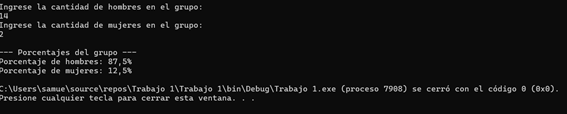 Ingrese la cantidad de hombres en el grupo:
14
Ingrese la cantidad de mujeres en el grupo:
2
--- Porcentajes del grupo ---
Porcentaje de hombres: 87,5%
Porcentaje de mujeres: 12,5%
C:\Users\samue\source\repos\Trabajo 1\Trabajo 1\bin\Debug\Trabajo 1.exe (proceso 7908) se cerró con el código 0 (0x0).
Presione cualquier tecla para cerrar esta ventana. . .